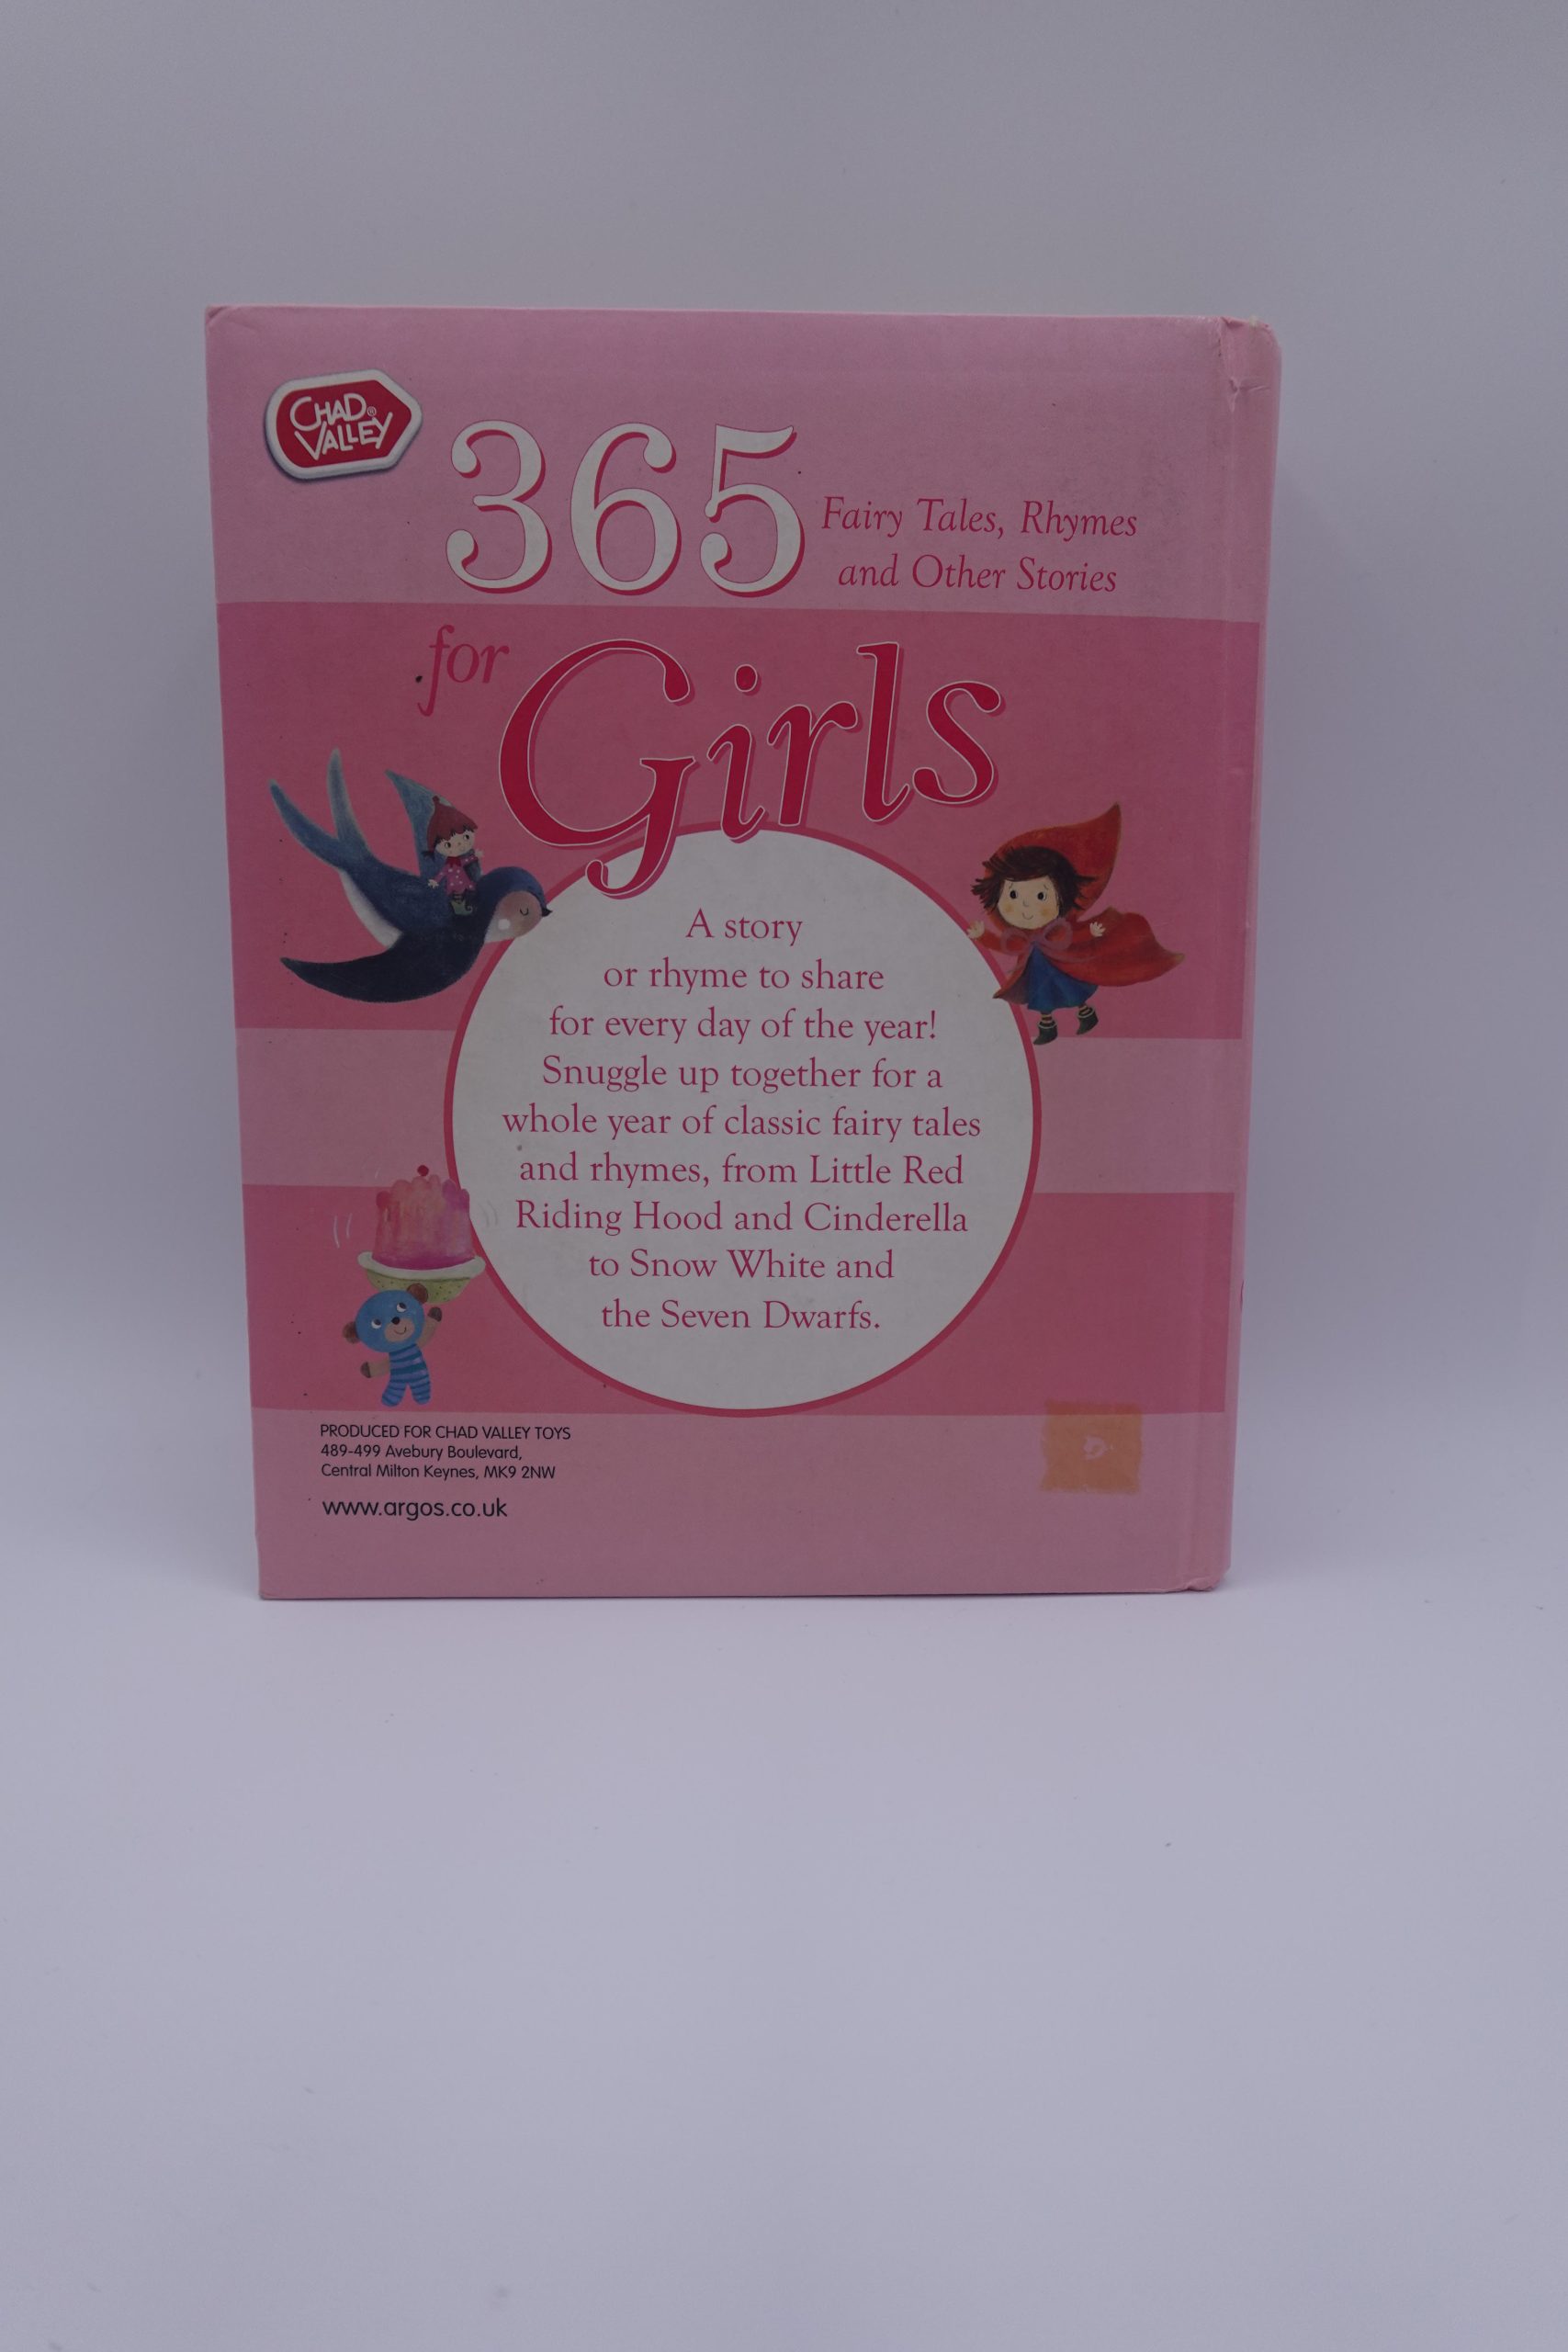 CHAD®
VALLEY
365
Fairy Tales, Rhymes
and Other Stories
for
Girls
A story
or rhyme to share
for every day of the year!
Snuggle up together for a
whole year of classic fairy tales
and rhymes, from Little Red
Riding Hood and Cinderella
to Snow White and
the Seven Dwarfs.
PRODUCED FOR CHAD VALLEY TOYS
489-499 Avebury Boulevard,
Central Milton Keynes, MK9 2NW
www.argos.co.uk